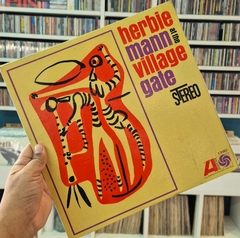 herbie
mann
at the
village
gate
STEREO